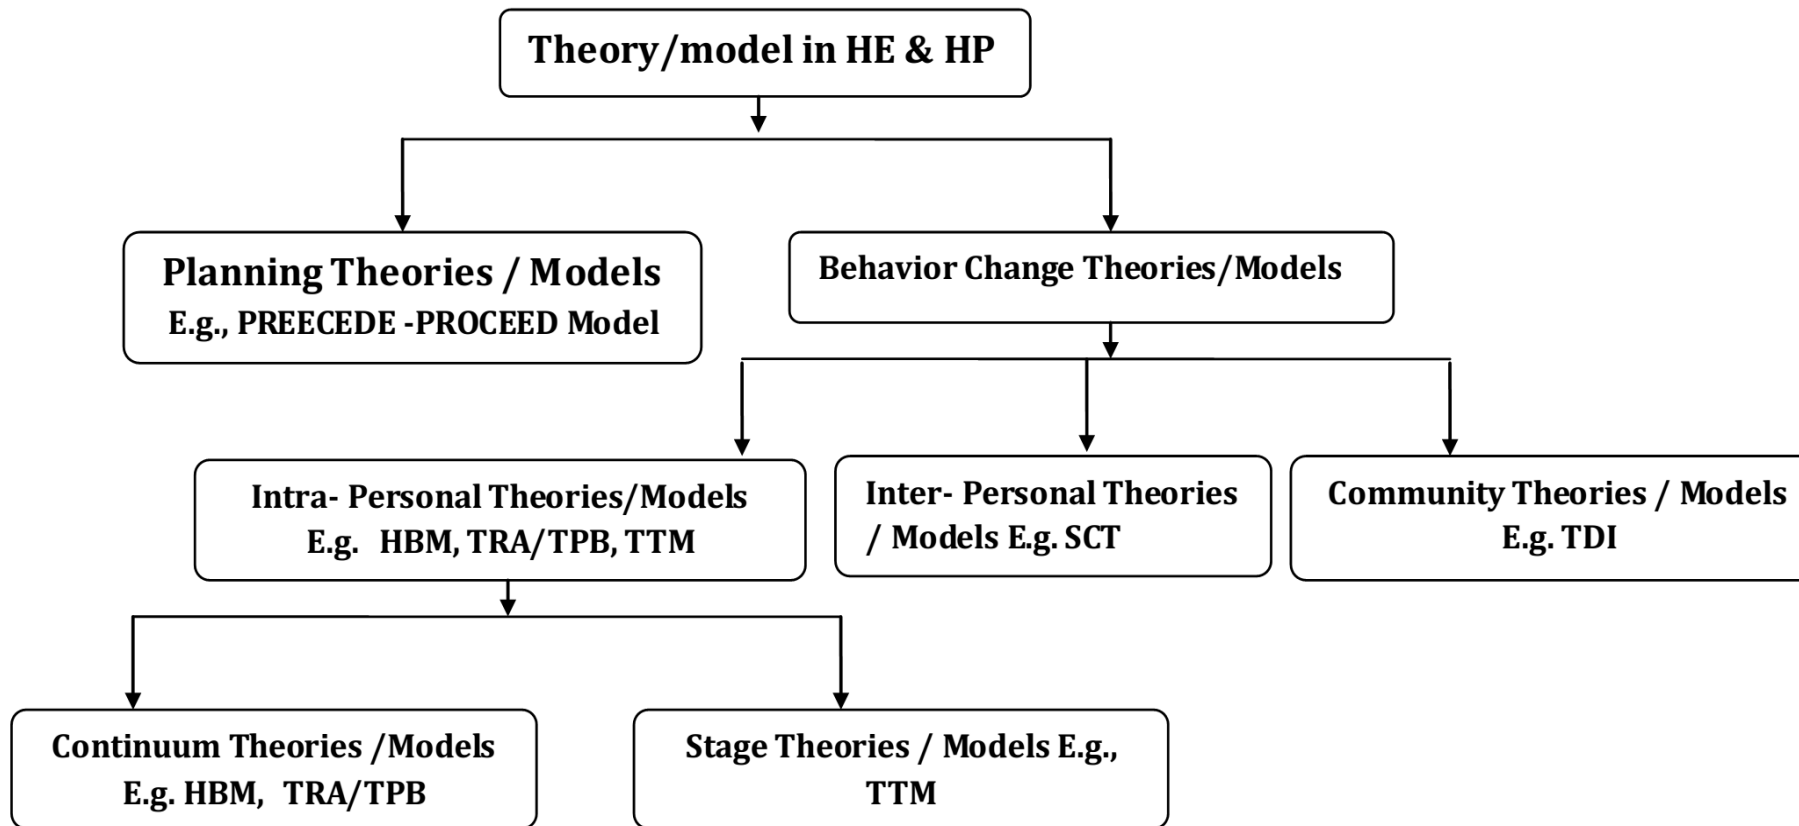 Theory/model in HE & HP
Planning Theories / Models
E.g., PREECEDE -PROCEED Model
Behavior Change Theories/Models
Intra- Personal Theories/Models
E.g. HBM, TRA/TPB, TTM
Inter- Personal Theories
/ Models E.g. SCT
Community Theories / Models
E.g. TDI
Continuum Theories /Models
E.g. HBM, TRA/TPB
Stage Theories / Models E.g.,
TTM